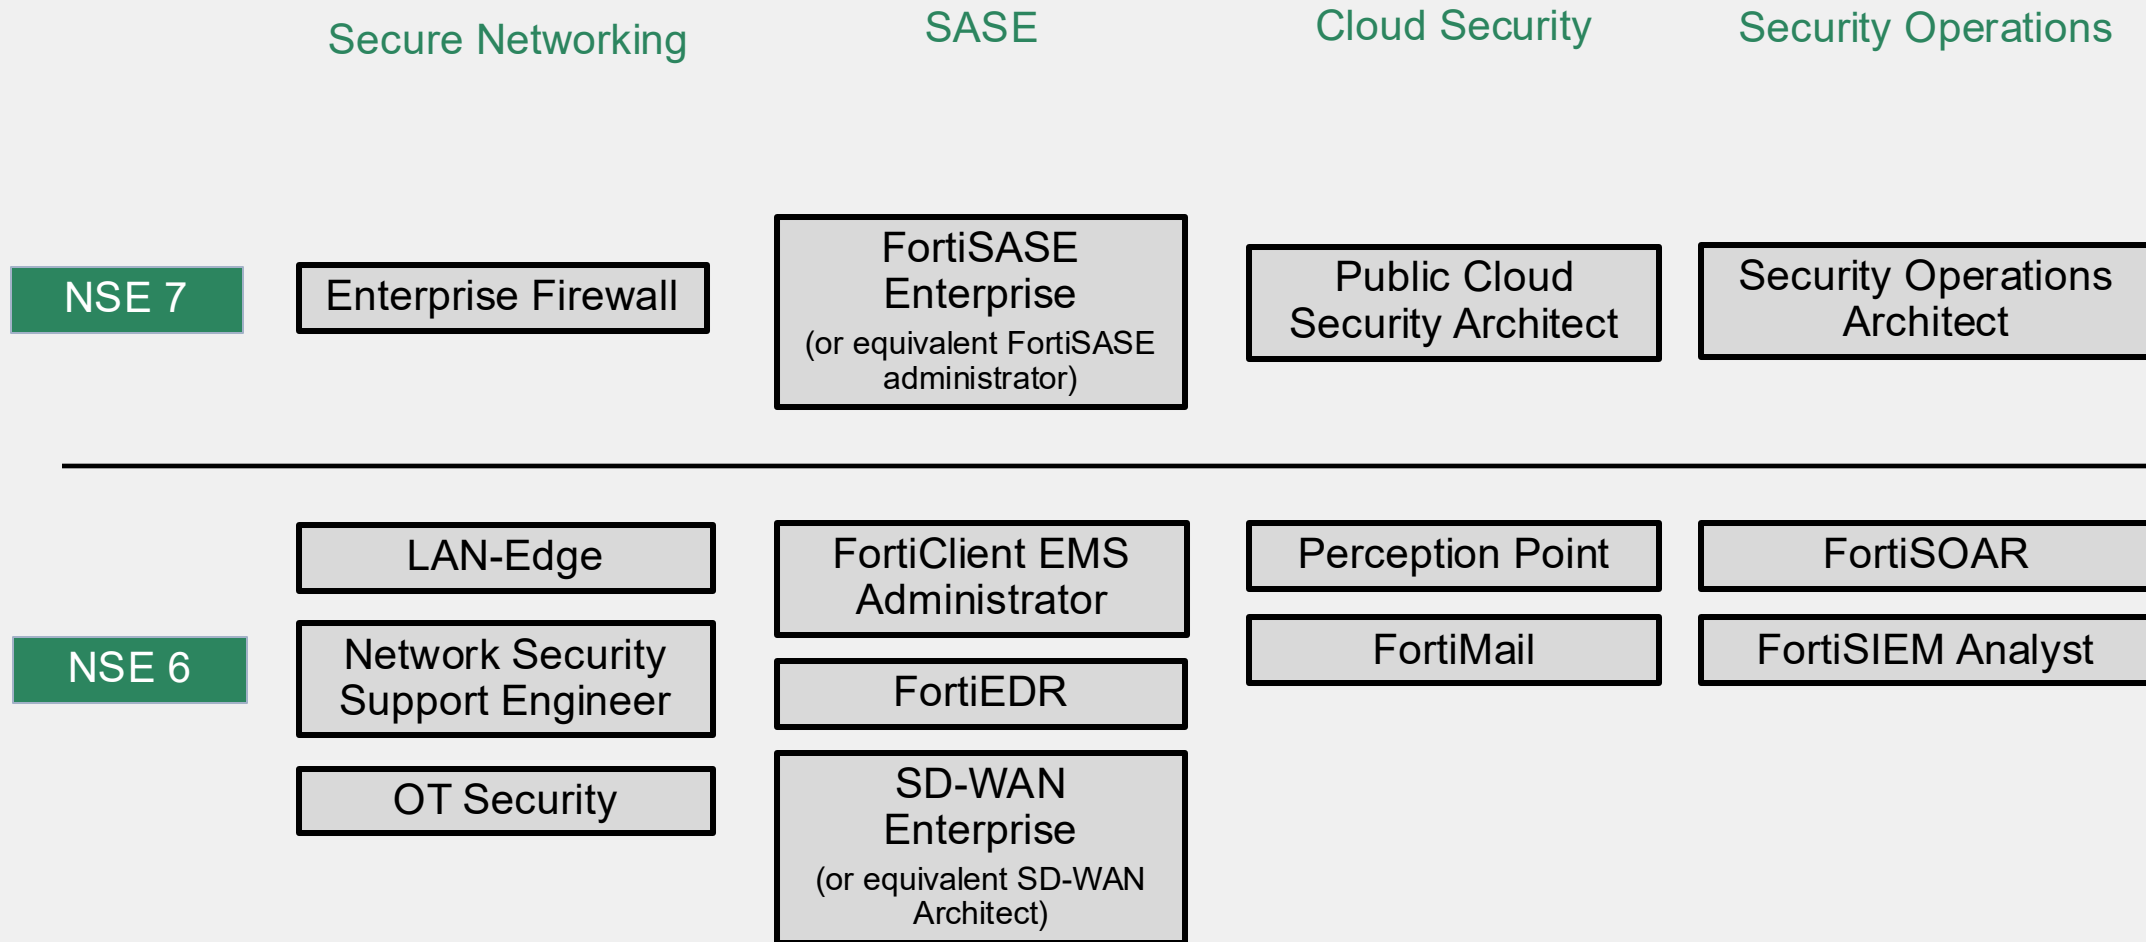 Secure Networking
SASE
Cloud Security
Security Operations
NSE 7
Enterprise Firewall
FortiSASE
Enterprise
(or equivalent FortiSASE
administrator)
Public Cloud
Security Architect
Security Operations
Architect
NSE 6
LAN-Edge
Network Security
Support Engineer
OT Security
FortiClient EMS
Administrator
FortiEDR
SD-WAN
Enterprise
(or equivalent SD-WAN
Architect)
Perception Point
FortiMail
FortiSOAR
FortiSIEM Analyst